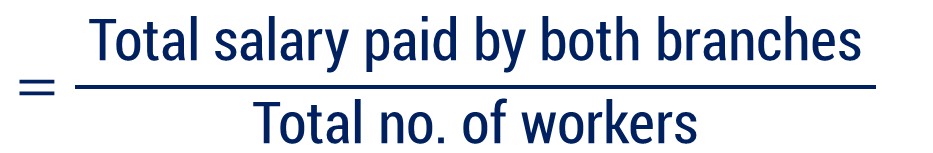 Total salary paid by both branches
=
Total no. of workers